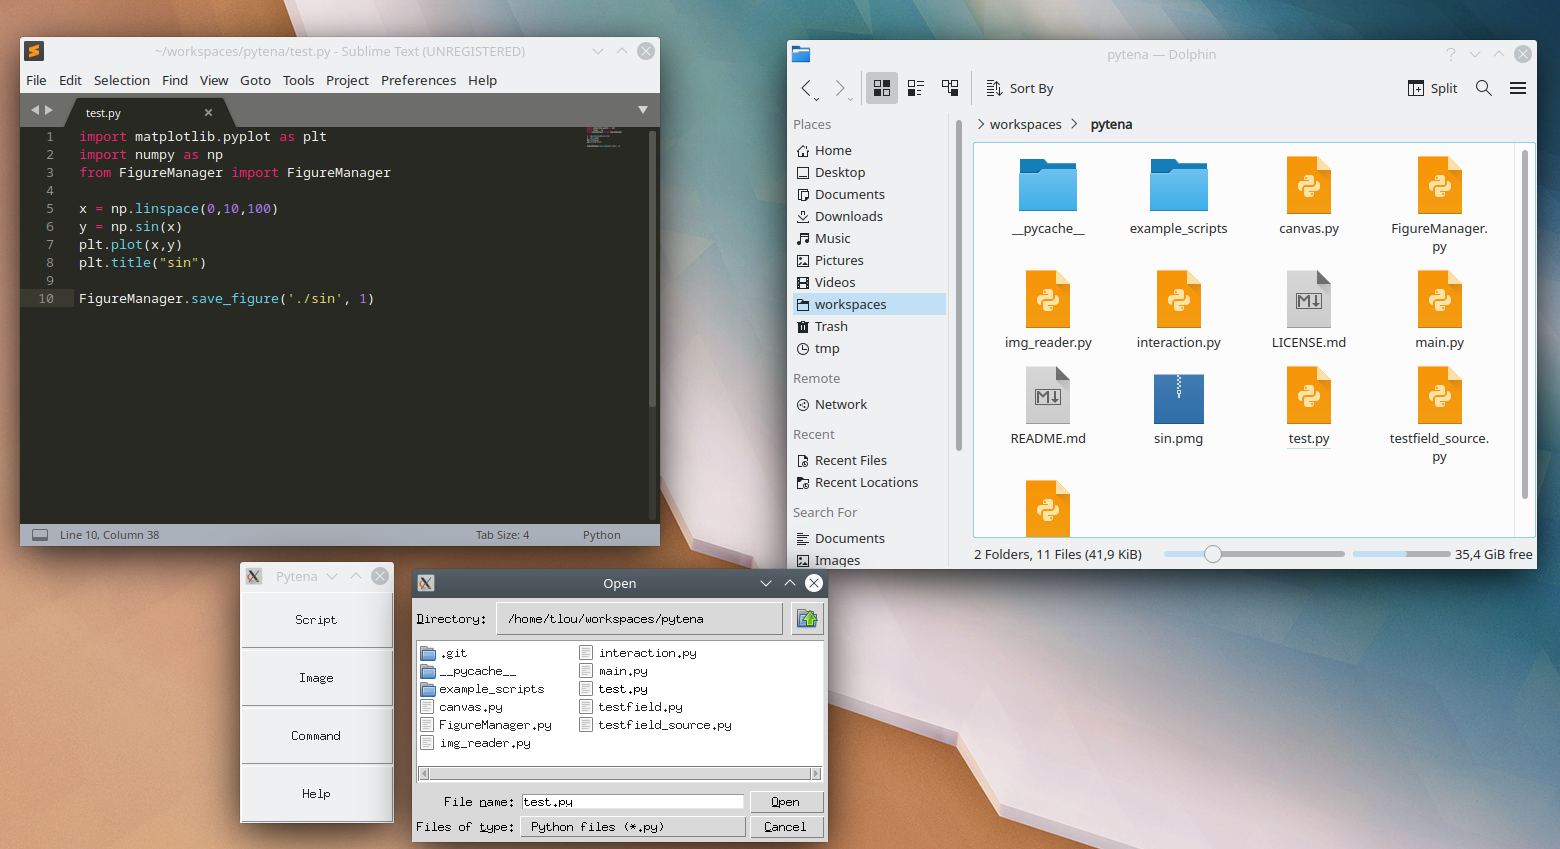 ~/workspaces/pytena/test.py - Sublime Text (UNREGISTERED)
File Edit Selection Find View Goto Tools Project Preferences Help
test.py
1 import matplotlib.pyplot as plt
2 import numpy as np
3 from FigureManager import FigureManager
4
5 x = np.linspace(0,10,100)
6 y = np.sin(x)
7 plt.plot(x,y)
8 plt.title("sin")
9
10 FigureManager.save_figure('./sin', 1)
Line 10, Column 38 Tab Size: 4 Python
pytena — Dolphin
Sort By Split
Places
Home
Desktop
Documents
Downloads
Music
Pictures
Videos
workspaces
Trash
tmp
Remote
Network
Recent
Recent Files
Recent Locations
Search For
Documents
Images
workspaces pytena
__pycache__ example_scripts canvas.py FigureManager.
py
img_reader.py interaction.py LICENSE.md main.py
README.md sin.pmg test.py testfield_source.
py
2 Folders, 11 Files (41,9 KiB) 35,4 GiB free
Pytena
Script
Image
Command
Help
Open
Directory: /home/tlou/workspaces/pytena
.git interaction.py
__pycache__ main.py
example_scripts test.py
canvas.py testfield.py
FigureManager.py testfield_source.py
img_reader.py
File name: test.py Open
Files of type: Python files (*.py) Cancel